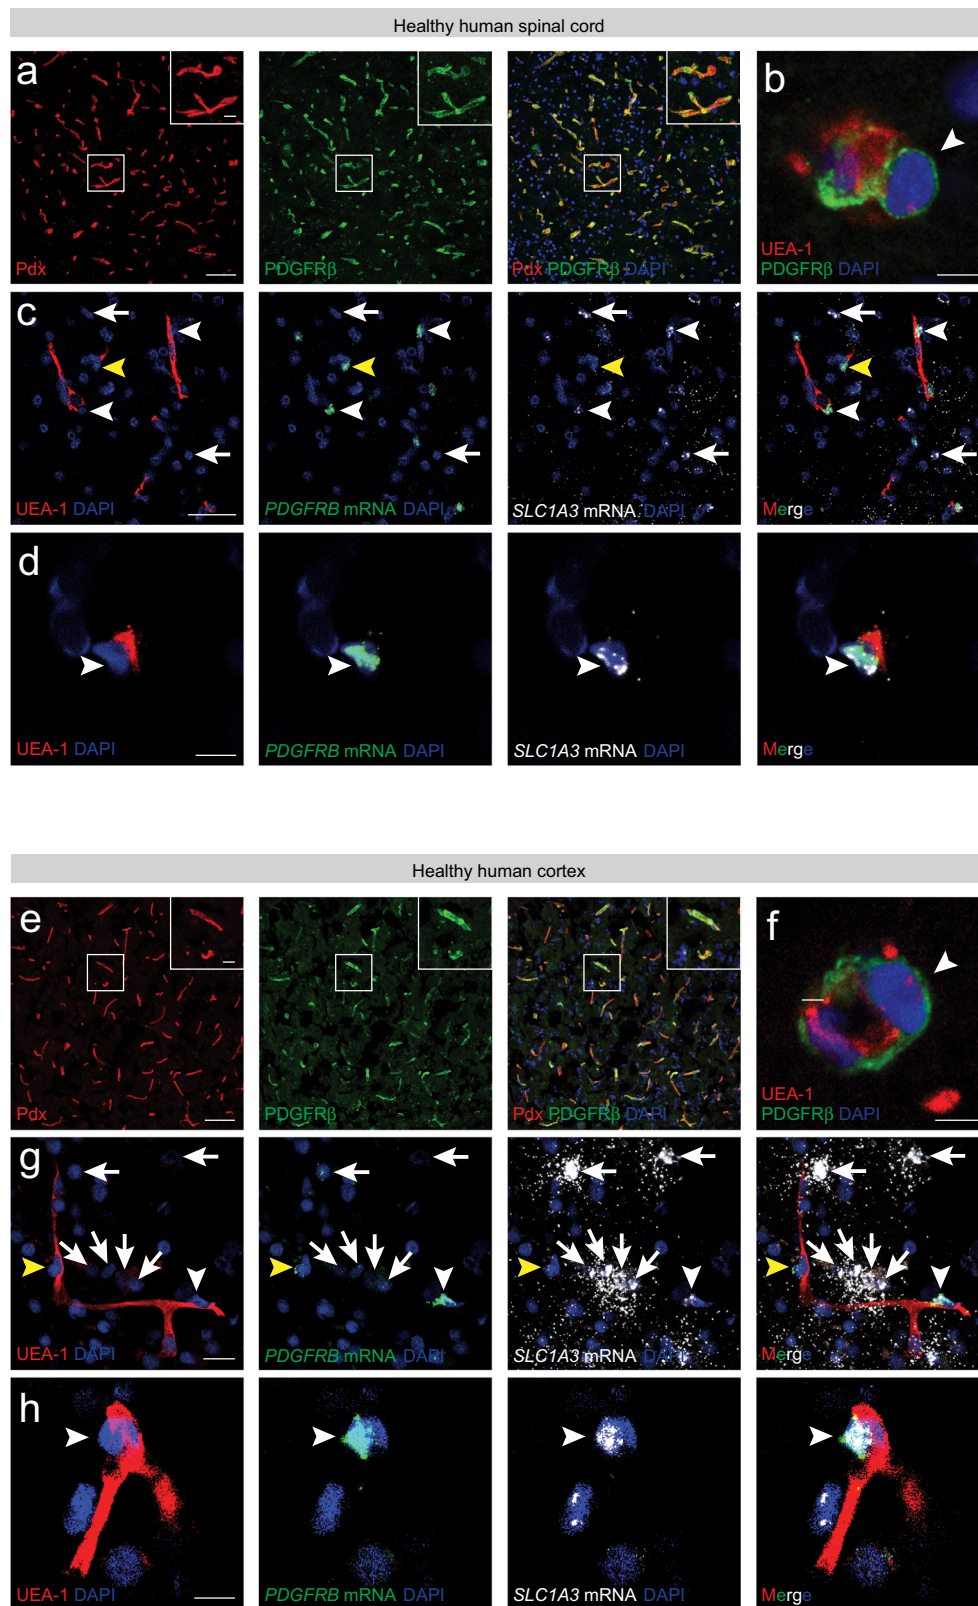 Healthy human spinal cord
a
b
Pdx
PDGFRβ
Pdx PDGFRβ DAPI
UEA-1
PDGFRβ DAPI
c
UEA-1 DAPI
PDGFRB mRNA DAPI
SLC1A3 mRNA DAPI
Merge
d
UEA-1 DAPI
PDGFRB mRNA DAPI
SLC1A3 mRNA DAPI
Merge
Healthy human cortex
e
f
Pdx
PDGFRβ
Pdx PDGFRβ DAPI
UEA-1
PDGFRβ DAPI
g
UEA-1 DAPI
PDGFRB mRNA DAPI
SLC1A3 mRNA DAPI
Merge
h
UEA-1 DAPI
PDGFRB mRNA DAPI
SLC1A3 mRNA DAPI
Merge